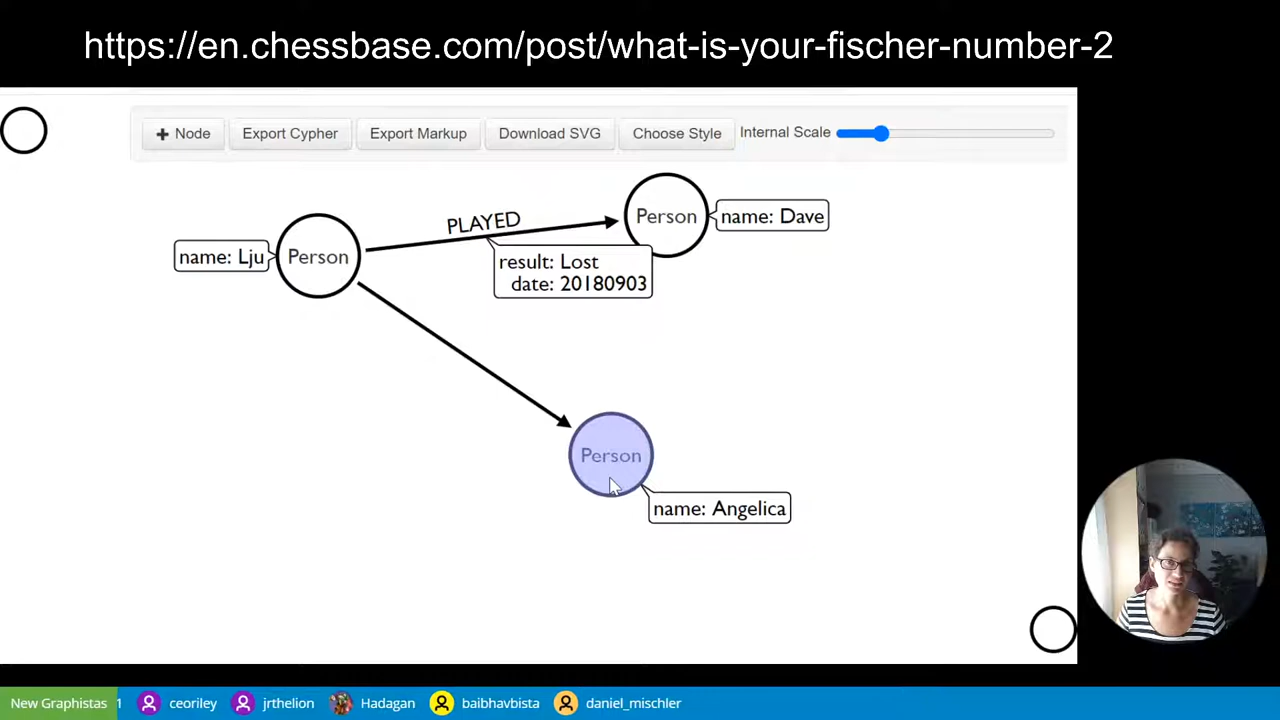 https://en.chessbase.com/post/what-is-your-fischer-number-2
+ Node Export Cypher Export Markup Download SVG Choose Style Internal Scale
Person
name: Dave
PLAYED
name: Lju
Person
result: Lost
date: 20180903
Person
name: Angelica
New Graphistas 1 ceoriley jrthelion Hadagan baibhavbista daniel_mischler